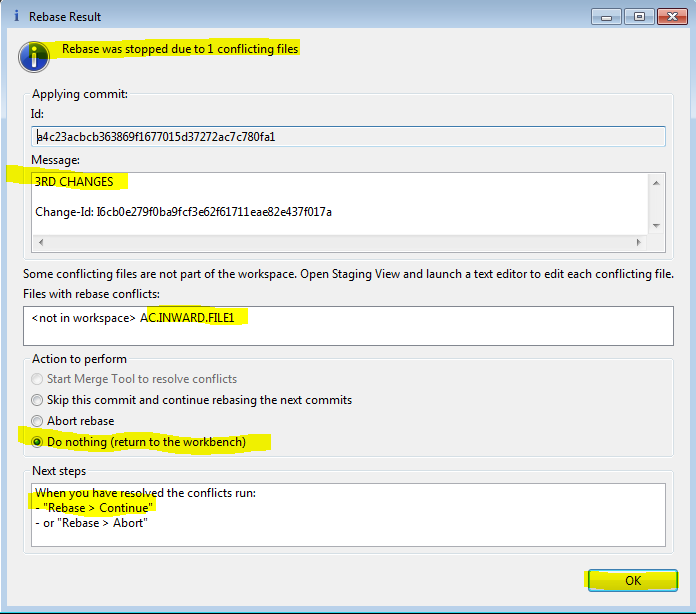 Rebase Result
Rebase was stopped due to 1 conflicting files
Applying commit:
Id:
a4c23acbcb363869f1677015d37272ac7c780fa1
Message:
3RD CHANGES
Change-Id: I6cb0e279f0ba9fcf3e62f61711eae82e437f017a
Some conflicting files are not part of the workspace. Open Staging View and launch a text editor to edit each conflicting file.
Files with rebase conflicts:
<not in workspace> AC.INWARD.FILE1
Action to perform
Start Merge Tool to resolve conflicts
Skip this commit and continue rebasing the next commits
Abort rebase
Do nothing (return to the workbench)
Next steps
When you have resolved the conflicts run:
- "Rebase > Continue"
- or "Rebase > Abort"
OK